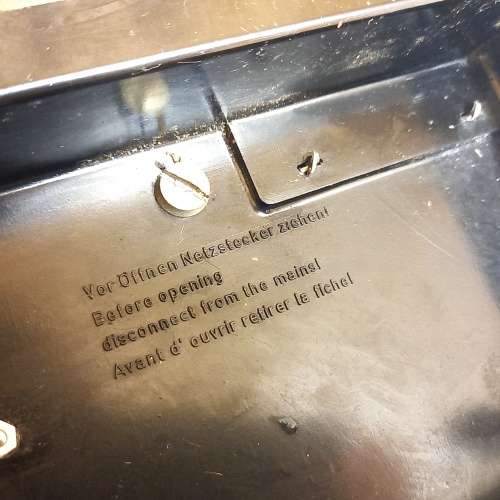 Vor Öffnen Netzstecker ziehen!
Before opening
disconnect from the mains!
Avant d' ouvrir retirer la fiche!